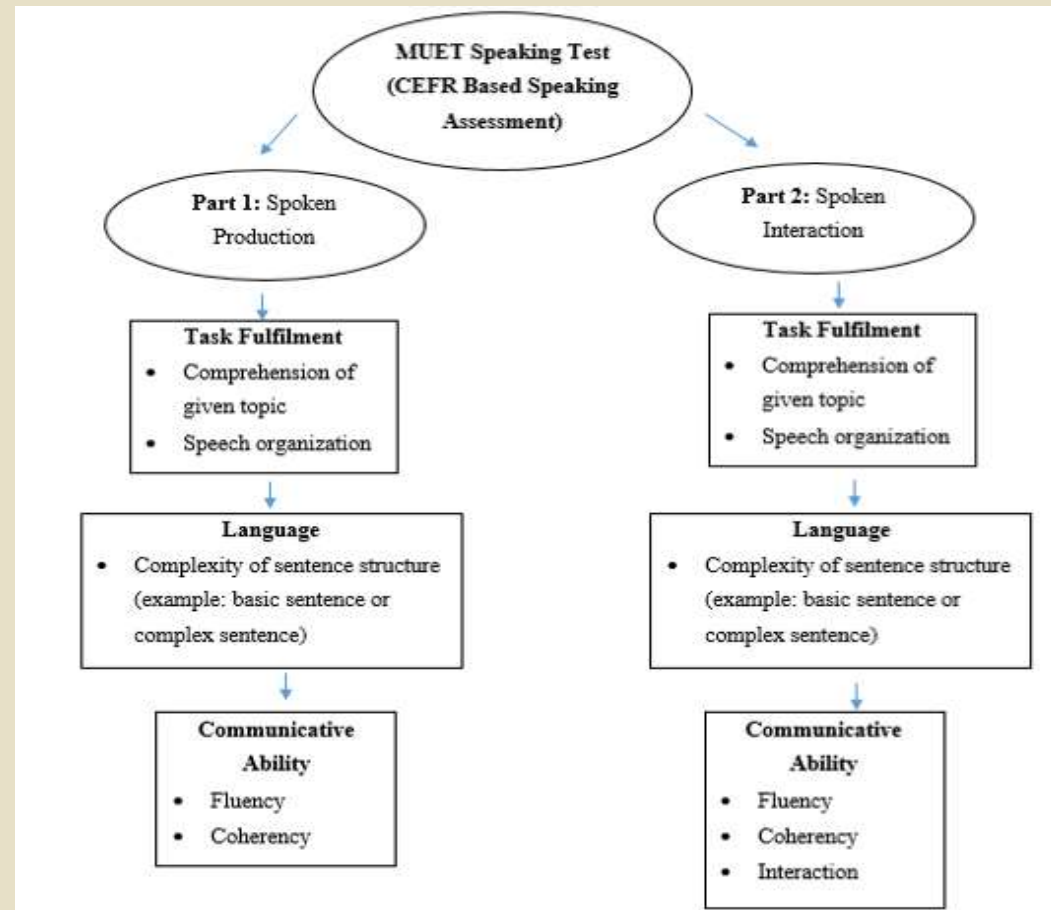 MUET Speaking Test
(CEFR Based Speaking
Assessment)
Part 1: Spoken
Production
Task Fulfilment
• Comprehension of
given topic
• Speech organization
Language
• Complexity of sentence structure
(example: basic sentence or
complex sentence)
Communicative
Ability
• Fluency
• Coherency
Part 2: Spoken
Interaction
Task Fulfilment
• Comprehension of
given topic
• Speech organization
Language
• Complexity of sentence structure
(example: basic sentence or
complex sentence)
Communicative
Ability
• Fluency
• Coherency
• Interaction